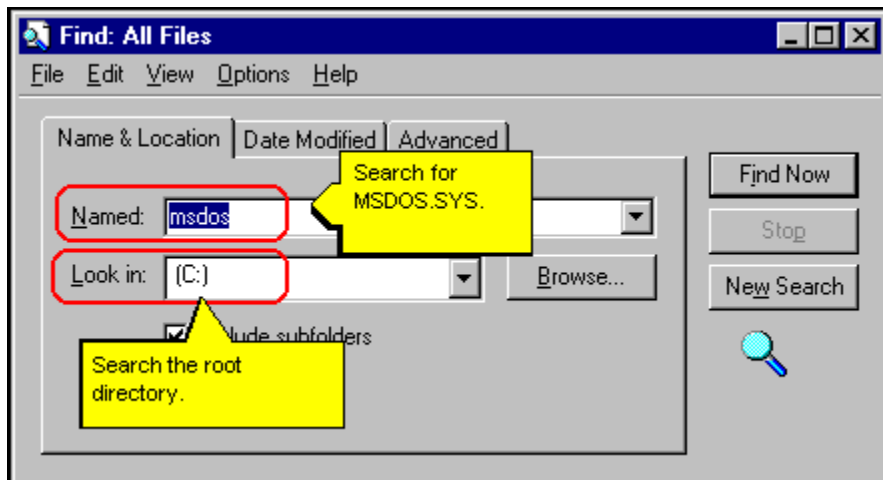 Find: All Files
File Edit View Options Help
Name & Location Date Modified Advanced
Search for
MSDOS.SYS.
Find Now
Named: msdos
Stop
Look in: (C:) Browse...
New Search
subfolders
Search the root
directory.